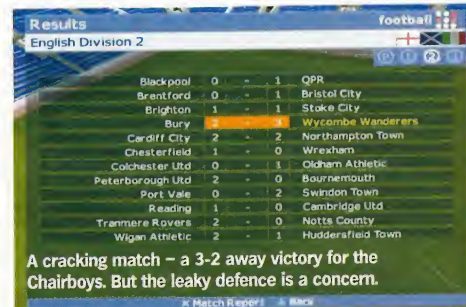 Results football
English Division 2
Blackpool 0 - 1 QPR
Brentford 0 - 1 Bristol City
Brighton 1 - 1 Stoke City
Bury 2 - 3 Wycombe Wanderers
Cardiff City 2 - 2 Northampton Town
Chesterfield 1 - 0 Wrexham
Colchester Utd 0 - 1 Oldham Athletic
Peterborough Utd 2 - 0 Bournemouth
Port Vale 0 - 2 Swindon Town
Reading 1 - 0 Cambridge Utd
Tranmere Rovers 2 - 0 Notts County
Wigan Athletic 2 - 1 Huddersfield Town
A cracking match – a 3-2 away victory for the
Chairboys. But the leaky defence is a concern.
Match Report Back